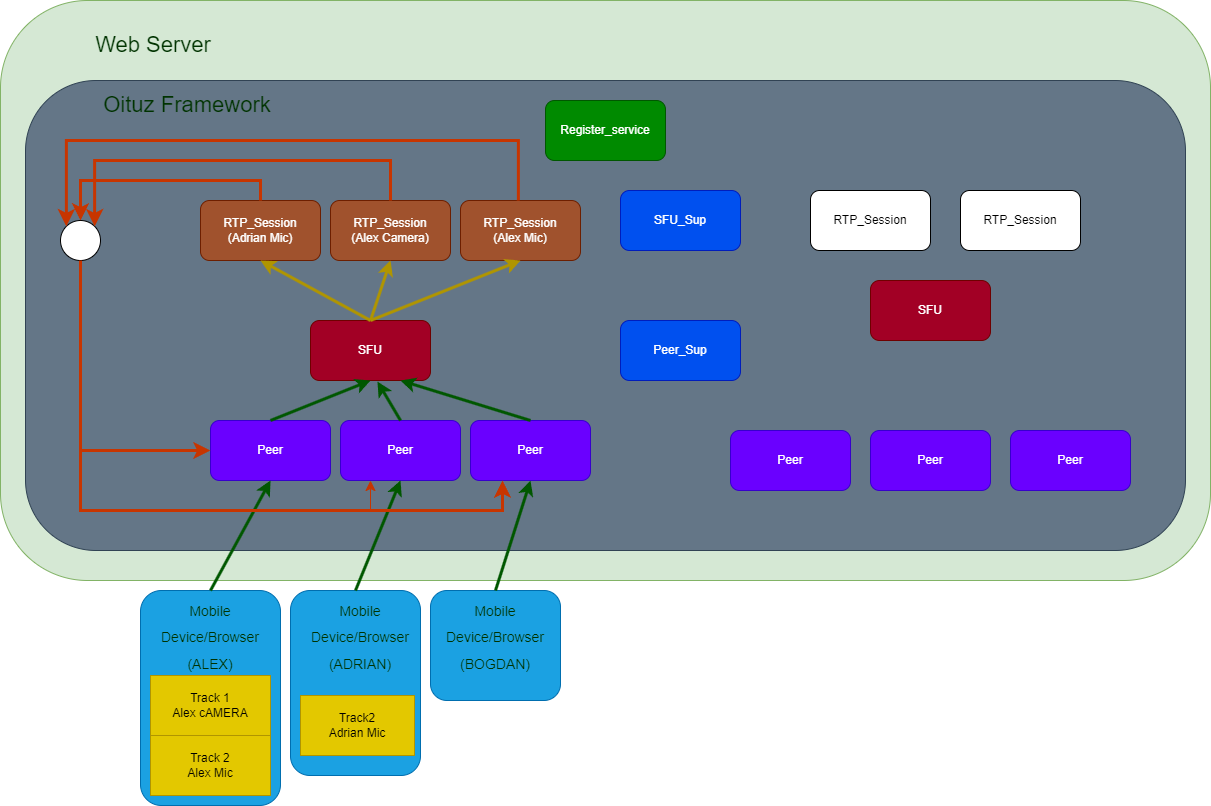 Web Server
Oituz Framework
Register_service
RTP_Session
(Adrian Mic)
RTP_Session
(Alex Camera)
RTP_Session
(Alex Mic)
SFU_Sup
RTP_Session
RTP_Session
SFU
SFU
Peer_Sup
Peer
Peer
Peer
Peer
Peer
Peer
Mobile
Device/Browser
(ALEX)
Track 1
Alex cAMERA
Track 2
Alex Mic
Mobile
Device/Browser
(ADRIAN)
Track2
Adrian Mic
Mobile
Device/Browser
(BOGDAN)